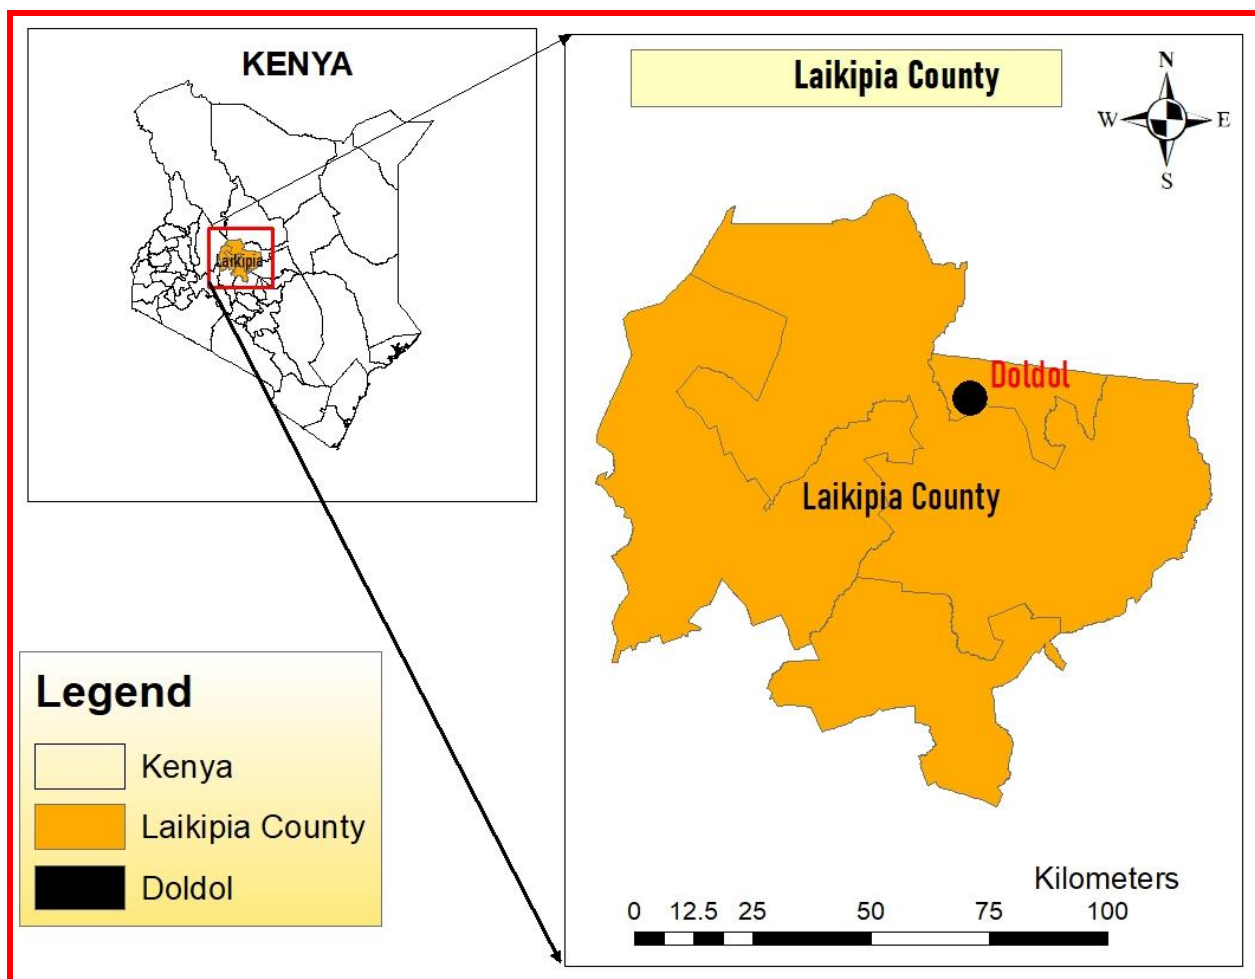 KENYA
Laikipia
Laikipia County
N
W E
S
Doldol
Laikipia County
Legend
Kenya
Laikipia County
Doldol
Kilometers
0 12.5 25 50 75 100